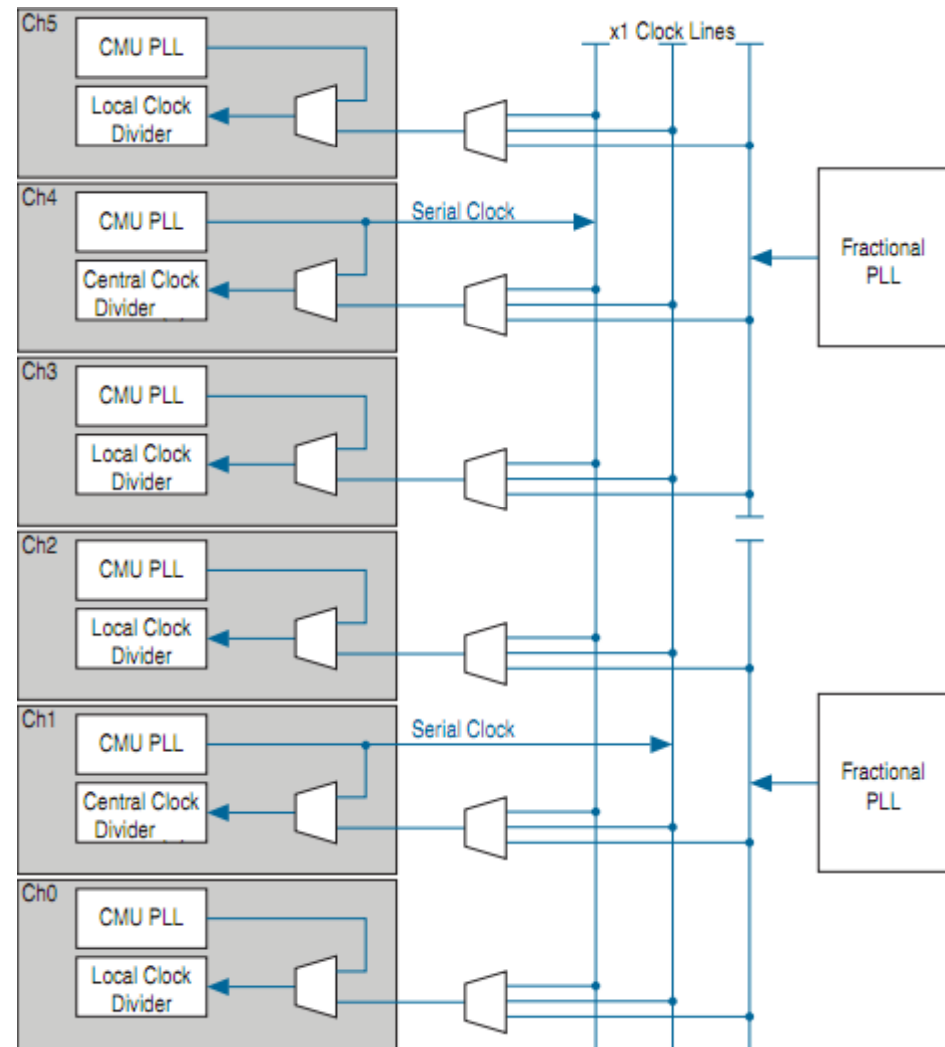 Ch5
CMU PLL
Local Clock
Divider
x1 Clock Lines
Ch4
CMU PLL
Serial Clock
Central Clock
Divider
Fractional
PLL
Ch3
CMU PLL
Local Clock
Divider
Ch2
CMU PLL
Local Clock
Divider
Ch1
CMU PLL
Serial Clock
Central Clock
Divider
Fractional
PLL
Ch0
CMU PLL
Local Clock
Divider